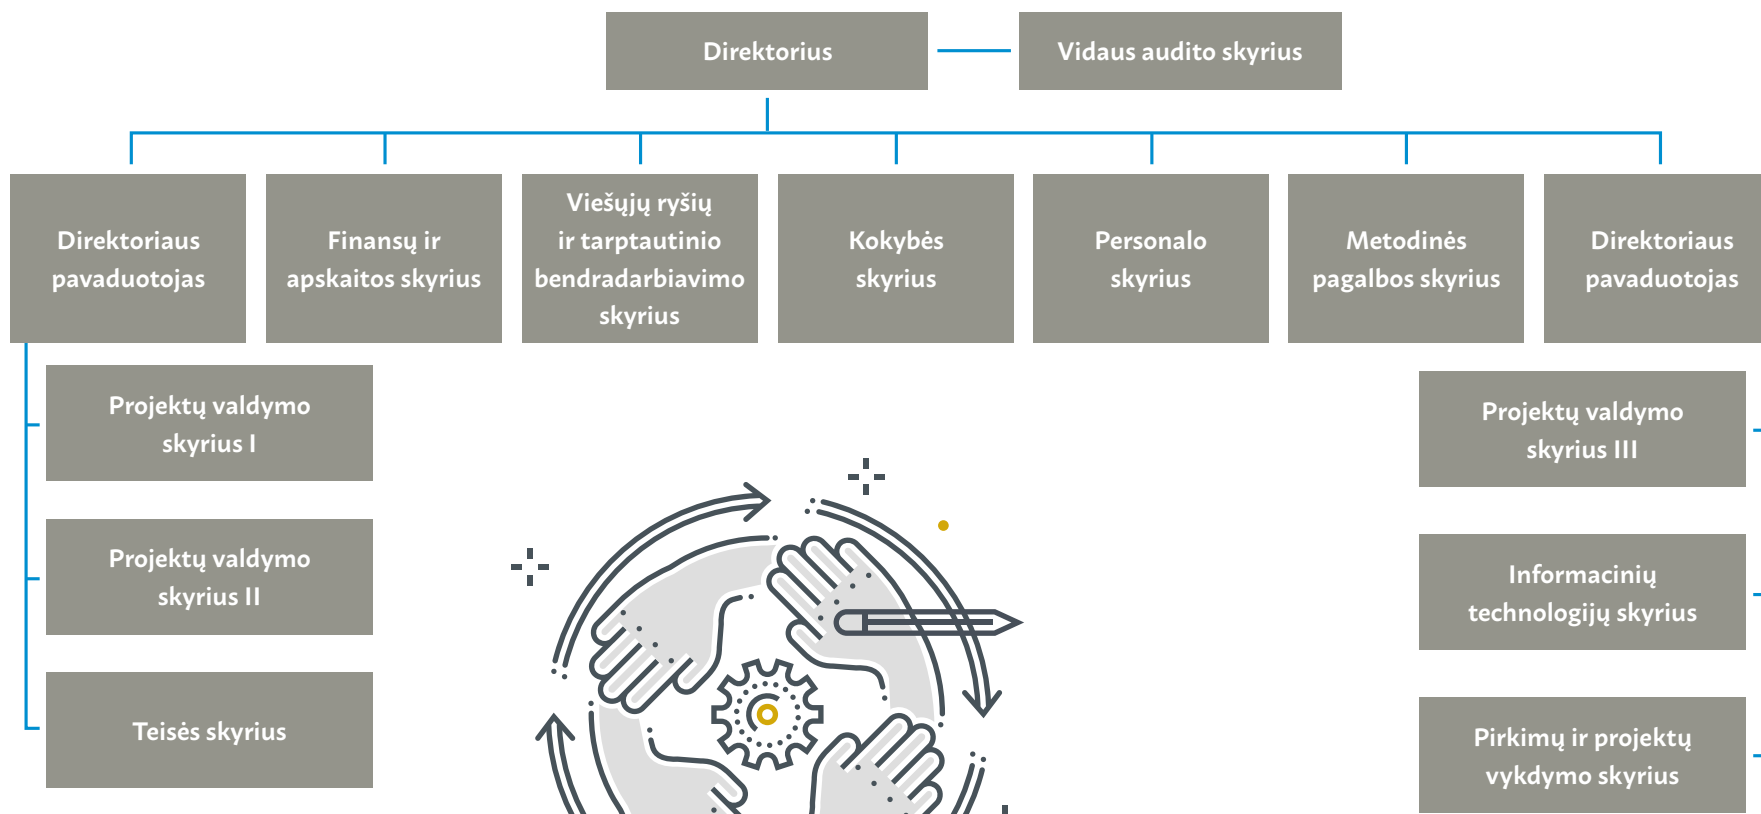 Direktorius
Vidaus audito skyrius
Direktoriaus
pavaduotojas
Finansų ir
apskaitos skyrius
Viešųjų ryšių
ir tarptautinio
bendradarbiavimo
skyrius
Kokybės
skyrius
Personalo
skyrius
Metodinės
pagalbos skyrius
Direktoriaus
pavaduotojas
Projektų valdymo
skyrius I
Projektų valdymo
skyrius II
Teisės skyrius
Projektų valdymo
skyrius III
Informacinių
technologijų skyrius
Pirkimų ir projektų
vykdymo skyrius